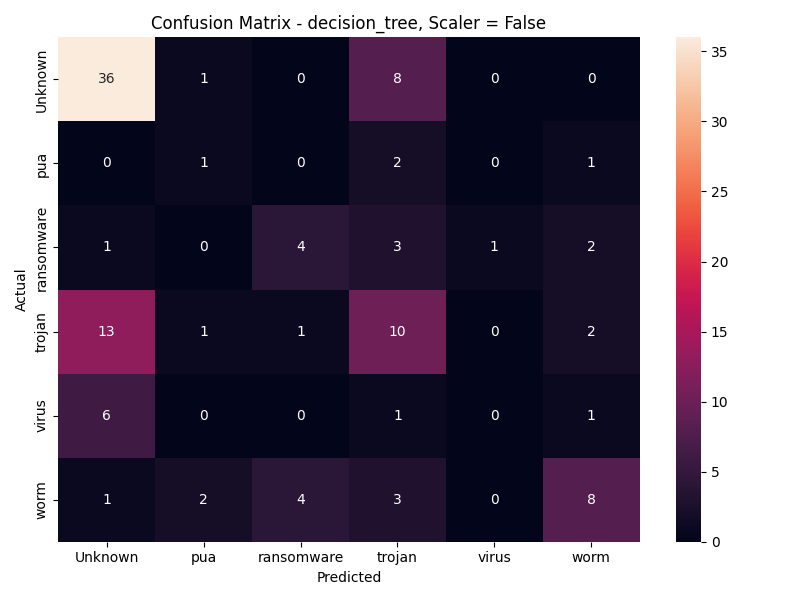 Confusion Matrix - decision_tree, Scaler = False
Actual
Unknown 36 1 0 8 0 0
pua 0 1 0 2 0 1
ransomware 1 0 4 3 1 2
trojan 13 1 1 10 0 2
virus 6 0 0 1 0 1
worm 1 2 4 3 0 8
Unknown pua ransomware trojan virus worm
Predicted
35
30
25
20
15
10
5
0